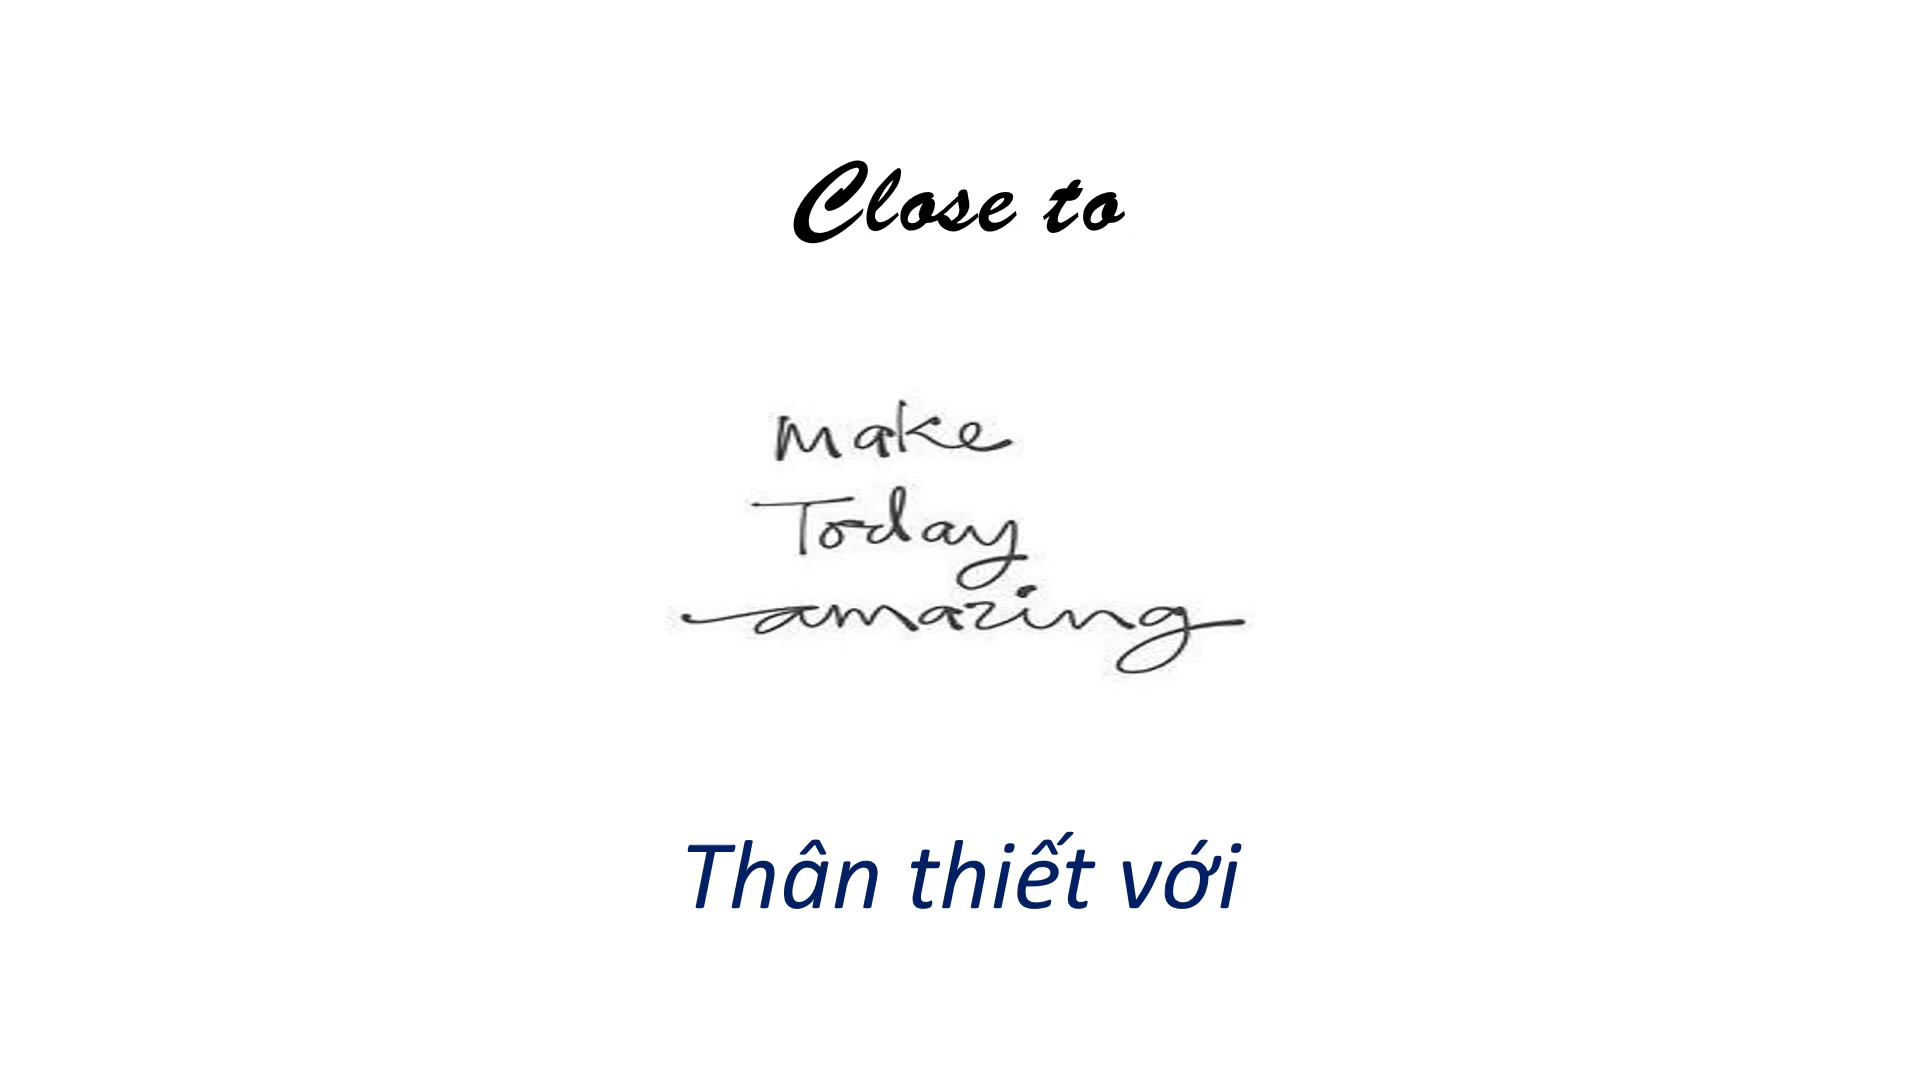 Close to
Make
Today
amazing
Thân thiết với